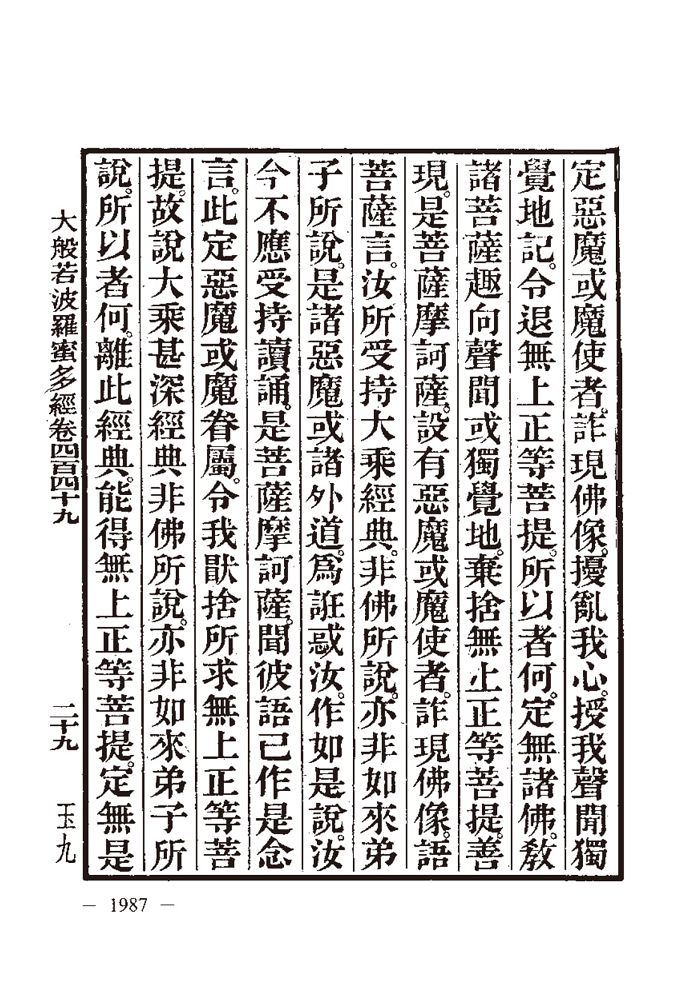 定惡魔或魔使者。詐現佛像。擾亂我心。授我聲聞獨
覺地記。令退無上正等菩提。所以者何。定無諸佛。教
諸菩薩趣向聲聞或獨覺地。棄捨無上正等菩提。善
現。是菩薩摩訶薩。設有惡魔或魔使者。詐現佛像。語
菩薩言。汝所受持大乘經典。非佛所說。亦非如來弟
子所說。是諸惡魔或諸外道。爲誑惑汝。作如是說。汝
今不應受持讀誦。是菩薩摩訶薩。聞彼語已作是念
言。此定惡魔或魔眷屬。令我猒捨所求無上正等菩
提。故說大乘甚深經典非佛所說。亦非如來弟子所
說。所以者何。離此經典。能得無上正等菩提。定無是
大般若波羅蜜多經卷四百四十九 二十九 玉九
— 1987 —